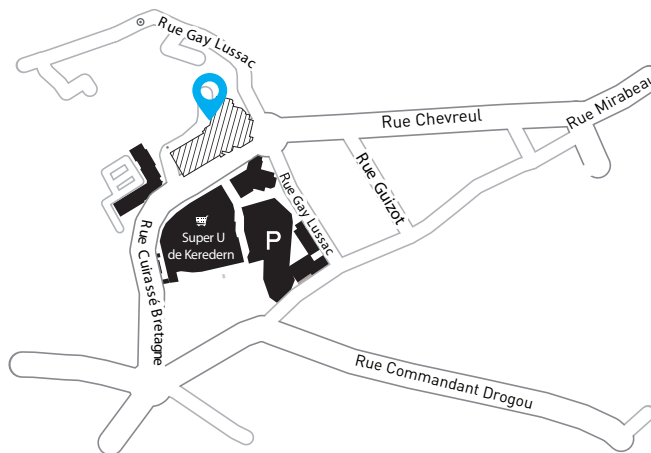 Rue Gay Lussac
Rue Mirabeau
Rue Chevreul
Rue Guizot
Rue Gay Lussac
Super U
de Keredern
P
Rue Cuirassé Bretagne
Rue Commandant Drogou